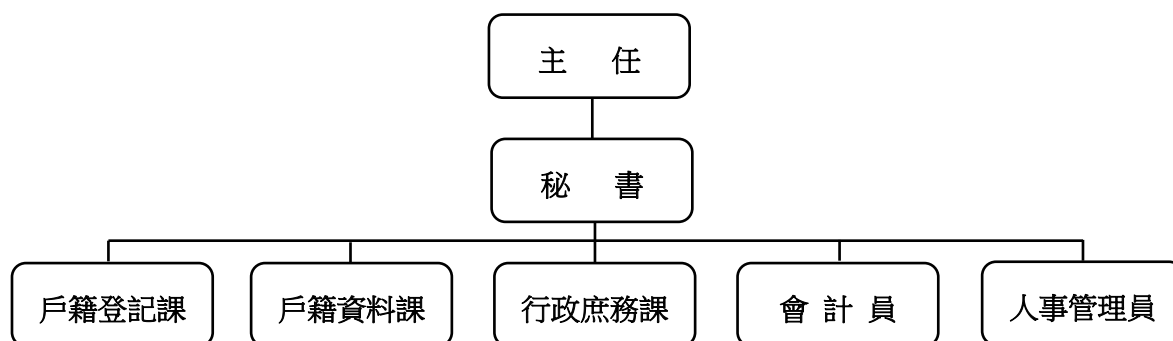 主 任
秘 書
戶籍登記課
戶籍資料課
行政庶務課
會 計 員
人事管理員